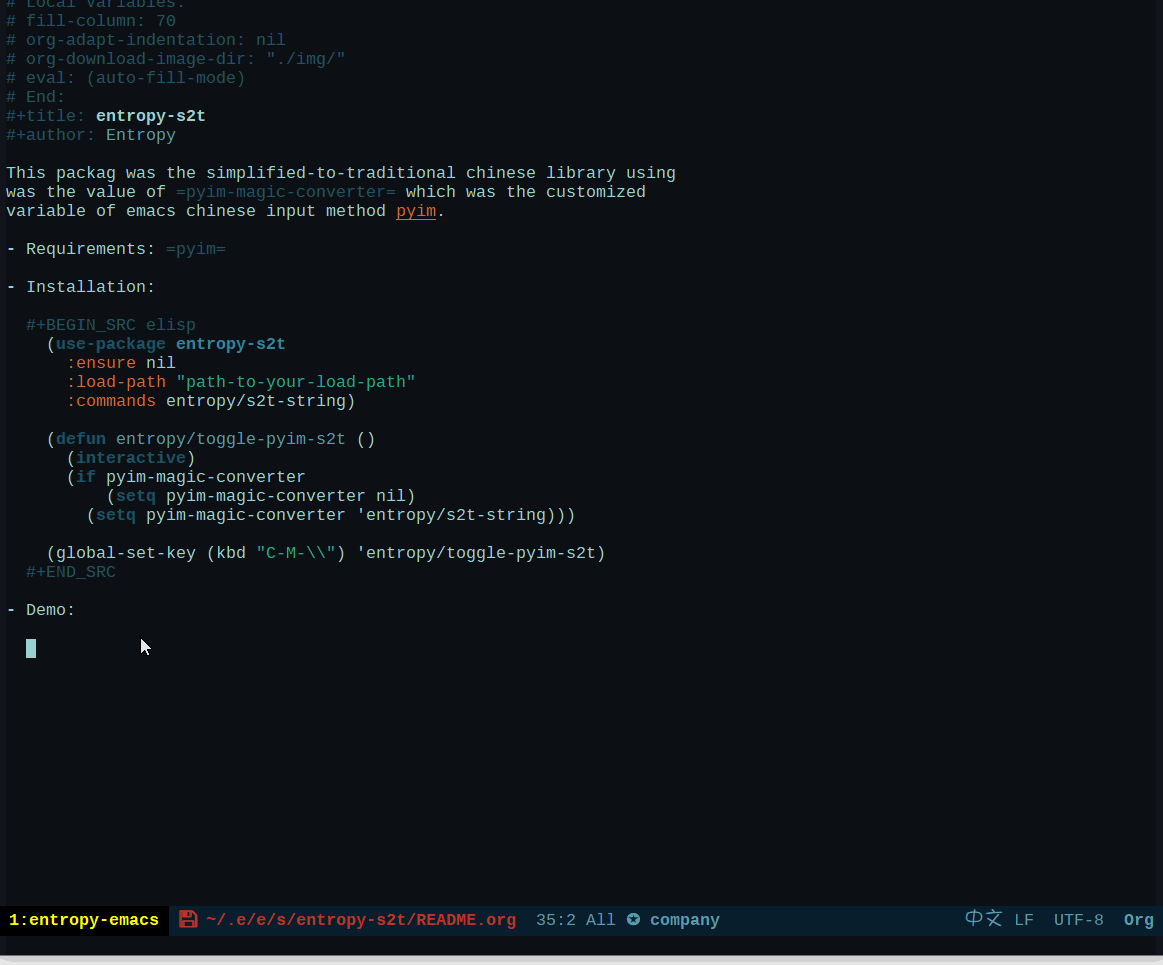 # Local Variables:
# fill-column: 70
# org-adapt-indentation: nil
# org-download-image-dir: "./img/"
# eval: (auto-fill-mode)
# End:
#+title: entropy-s2t
#+author: Entropy

This packag was the simplified-to-traditional chinese library using
was the value of =pyim-magic-converter= which was the customized
variable of emacs chinese input method pyim.

- Requirements: =pyim=

- Installation:

  #+BEGIN_SRC elisp
    (use-package entropy-s2t
      :ensure nil
      :load-path "path-to-your-load-path"
      :commands entropy/s2t-string)

    (defun entropy/toggle-pyim-s2t ()
      (interactive)
      (if pyim-magic-converter
          (setq pyim-magic-converter nil)
        (setq pyim-magic-converter 'entropy/s2t-string)))

    (global-set-key (kbd "C-M-\\") 'entropy/toggle-pyim-s2t)
  #+END_SRC

- Demo:

1:entropy-emacs ~/.e/e/s/entropy-s2t/README.org 35:2 All ✪ company 中文 LF UTF-8 Org